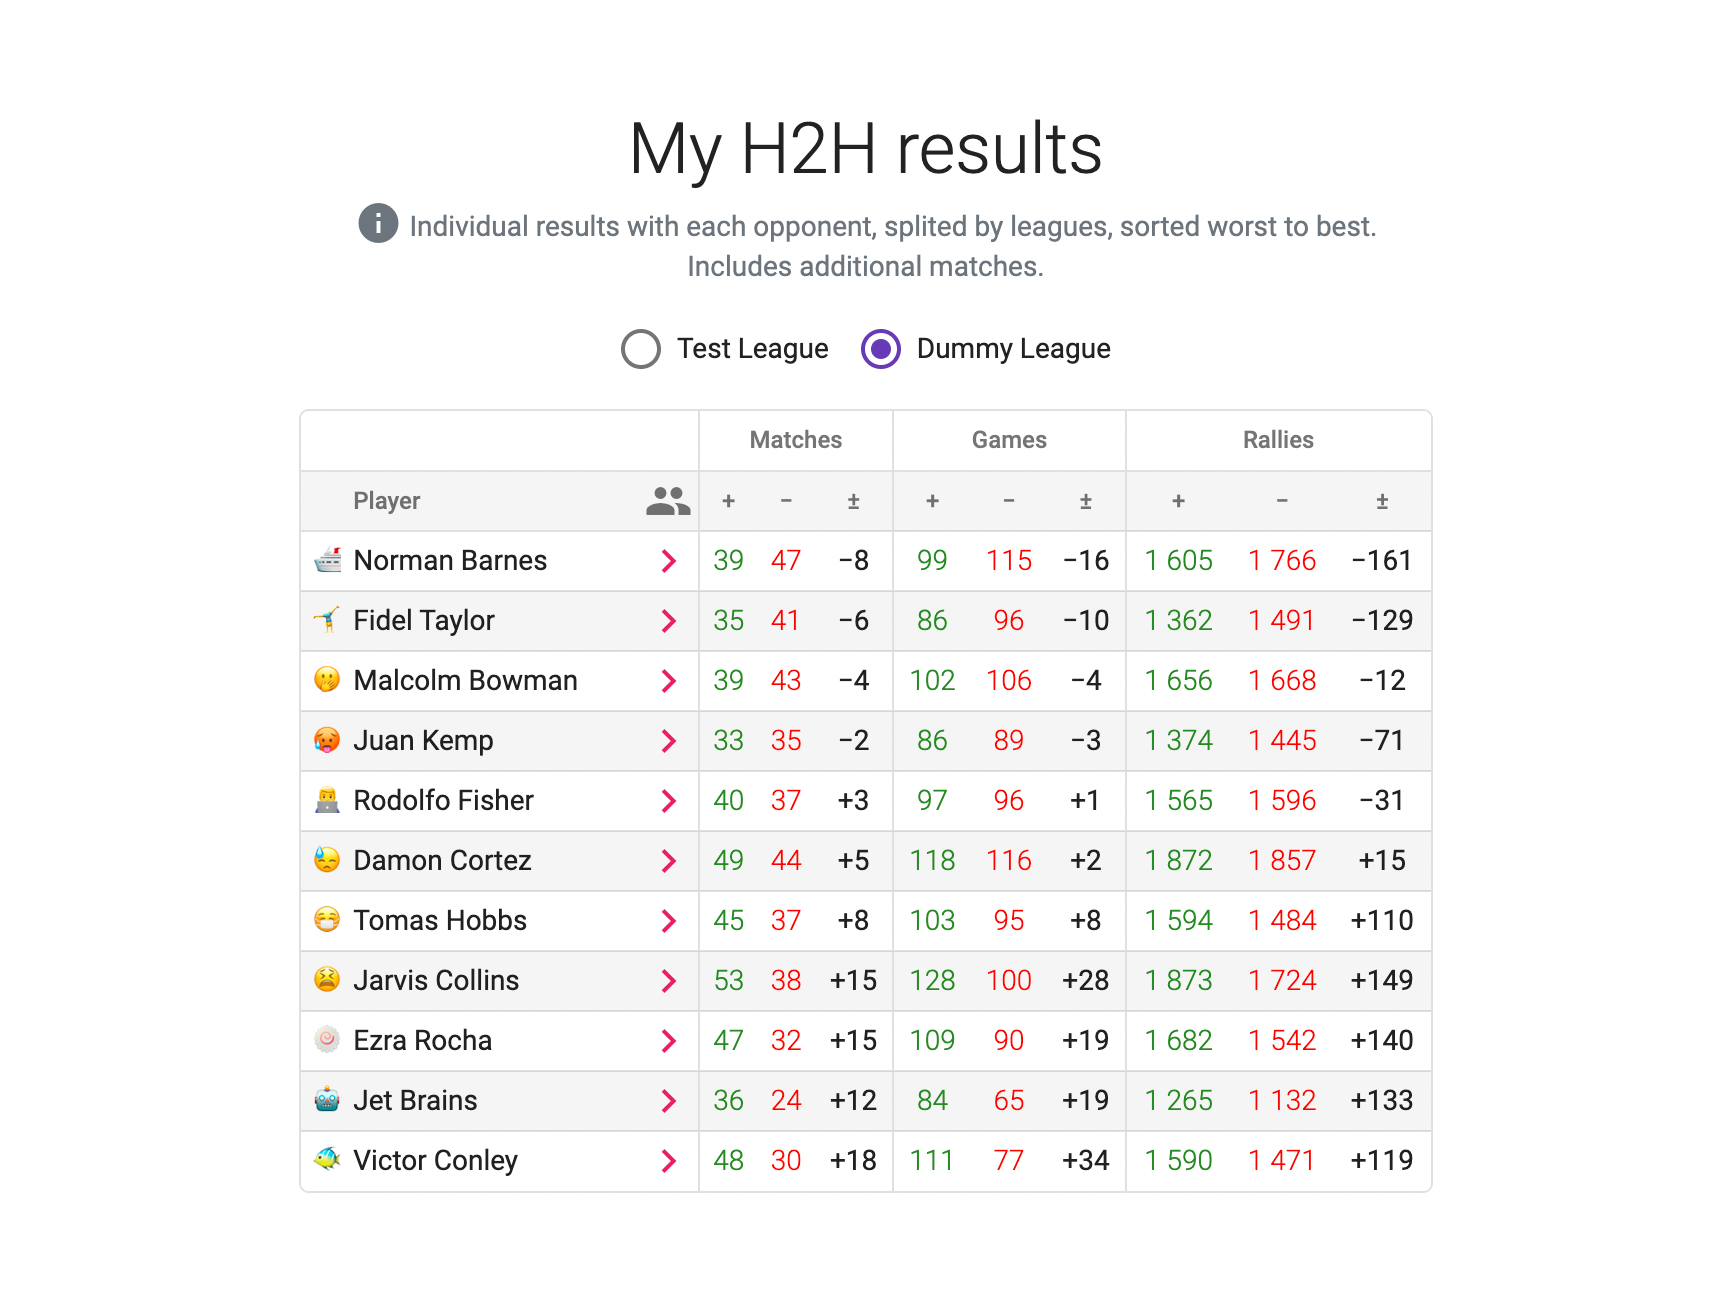 My H2H results
Individual results with each opponent, splited by leagues, sorted worst to best.
Includes additional matches.
Test League Dummy League
Matches Games Rallies
Player + − ± + − ± + − ±
Norman Barnes 39 47 −8 99 115 −16 1 605 1 766 −161
Fidel Taylor 35 41 −6 86 96 −10 1 362 1 491 −129
Malcolm Bowman 39 43 −4 102 106 −4 1 656 1 668 −12
Juan Kemp 33 35 −2 86 89 −3 1 374 1 445 −71
Rodolfo Fisher 40 37 +3 97 96 +1 1 565 1 596 −31
Damon Cortez 49 44 +5 118 116 +2 1 872 1 857 +15
Tomas Hobbs 45 37 +8 103 95 +8 1 594 1 484 +110
Jarvis Collins 53 38 +15 128 100 +28 1 873 1 724 +149
Ezra Rocha 47 32 +15 109 90 +19 1 682 1 542 +140
Jet Brains 36 24 +12 84 65 +19 1 265 1 132 +133
Victor Conley 48 30 +18 111 77 +34 1 590 1 471 +119